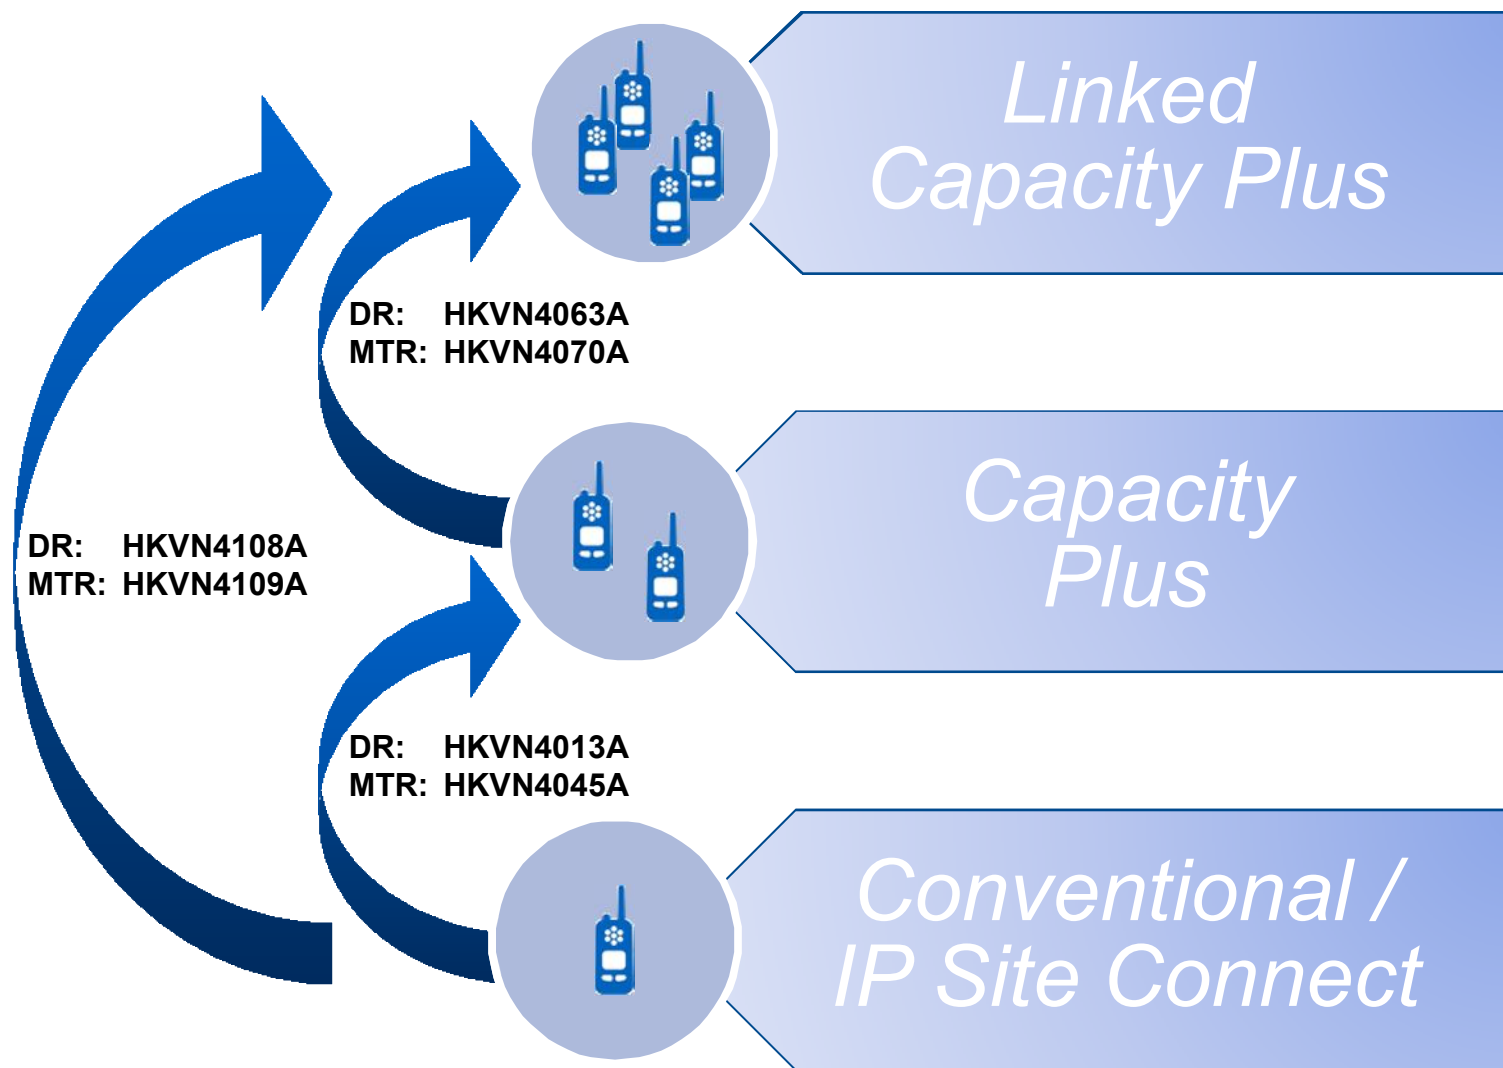 Linked
Capacity Plus
DR: HKVN4063A
MTR: HKVN4070A
Capacity
Plus
DR: HKVN4108A
MTR: HKVN4109A
DR: HKVN4013A
MTR: HKVN4045A
Conventional /
IP Site Connect